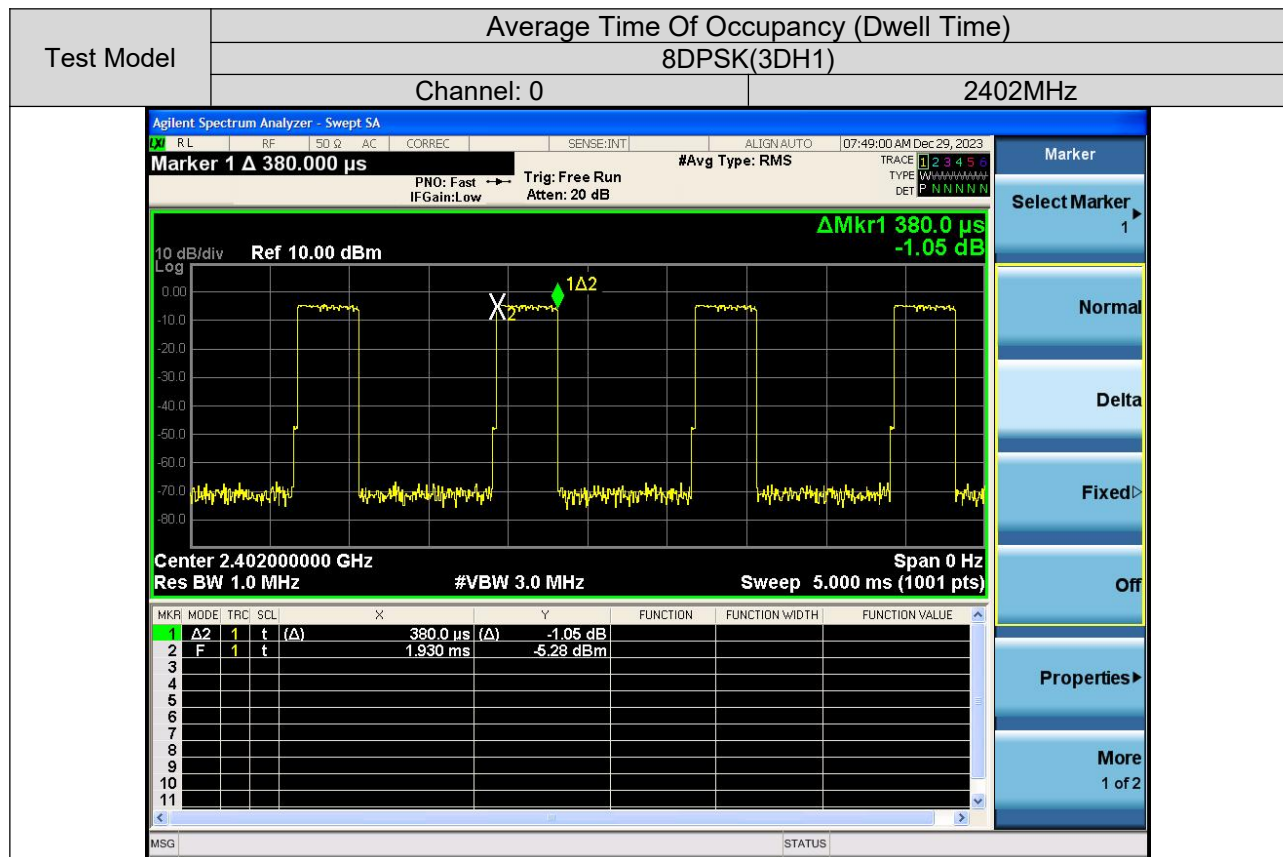 Test Model
Average Time Of Occupancy (Dwell Time)
8DPSK(3DH1)
Channel: 0 2402MHz
Agilent Spectrum Analyzer - Swept SA
LXI RL RF 50 Ω AC CORREC SENSE:INT ALIGN AUTO 07:49:00 AM Dec 29, 2023
Marker 1 Δ 380.000 µs
PNO: Fast
IFGain:Low
Trig: Free Run
Atten: 20 dB
#Avg Type: RMS
TRACE 1 2 3 4 5 6
TYPE
DET P N N N N N
ΔMkr1 380.0 µs
-1.05 dB
10 dB/div Ref 10.00 dBm
Log
0.00
-10.0
-20.0
-30.0
-40.0
-50.0
-60.0
-70.0
-80.0
1Δ2
X2
Center 2.402000000 GHz Span 0 Hz
Res BW 1.0 MHz #VBW 3.0 MHz Sweep 5.000 ms (1001 pts)
MKR MODE TRC SCL X Y FUNCTION FUNCTION WIDTH FUNCTION VALUE
1 Δ2 1 t (Δ) 380.0 µs (Δ) -1.05 dB
2 F 1 t 1.930 ms -5.28 dBm
3
4
5
6
7
8
9
10
11
MSG STATUS
Marker
Select Marker
1
Normal
Delta
Fixed
Off
Properties
More
1 of 2